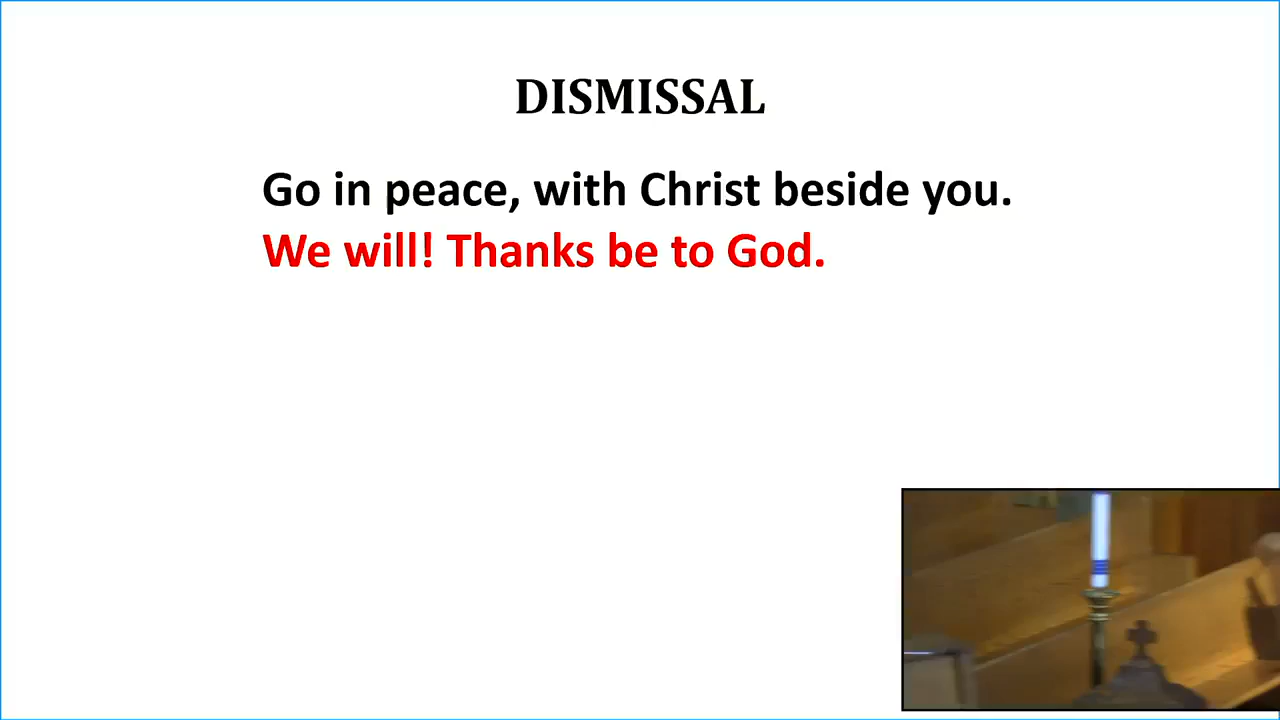 DISMISSAL
Go in peace, with Christ beside you.
We will! Thanks be to God.